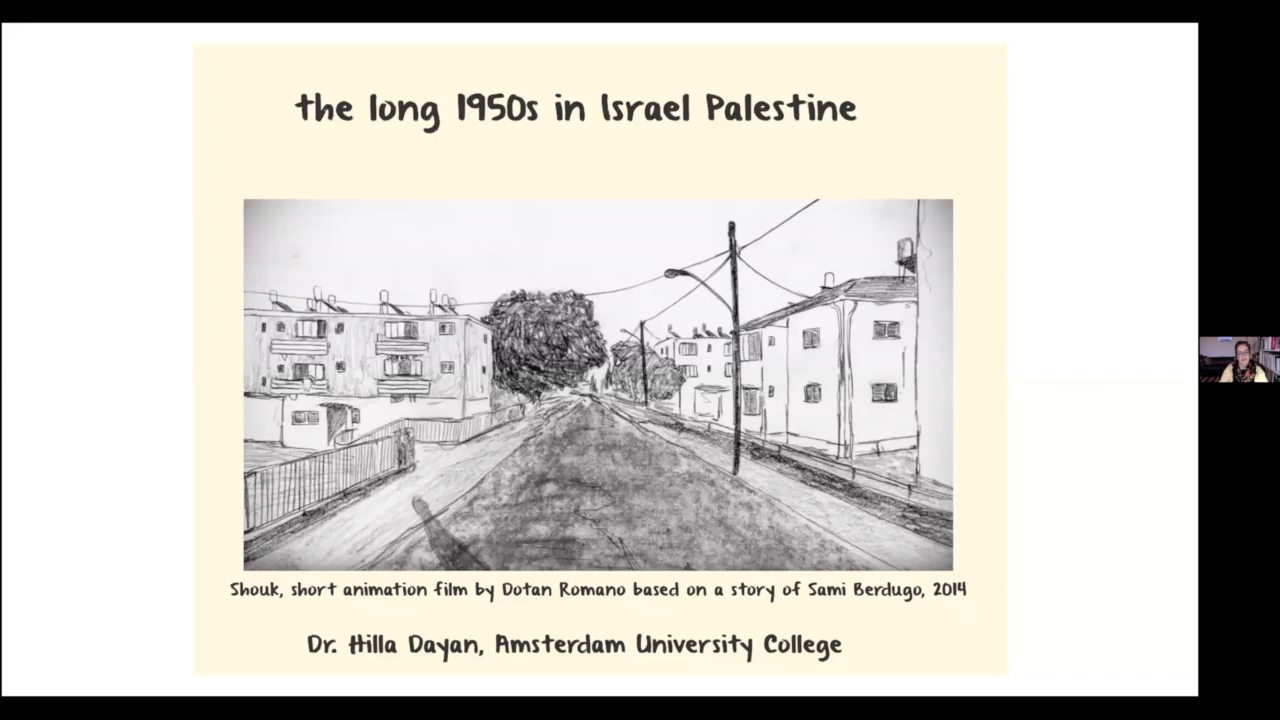 the long 1950s in Israel Palestine
Shouk, short animation film by Dotan Romano based on a story of Sami Berdugo, 2014
Dr. Hilla Dayan, Amsterdam University College